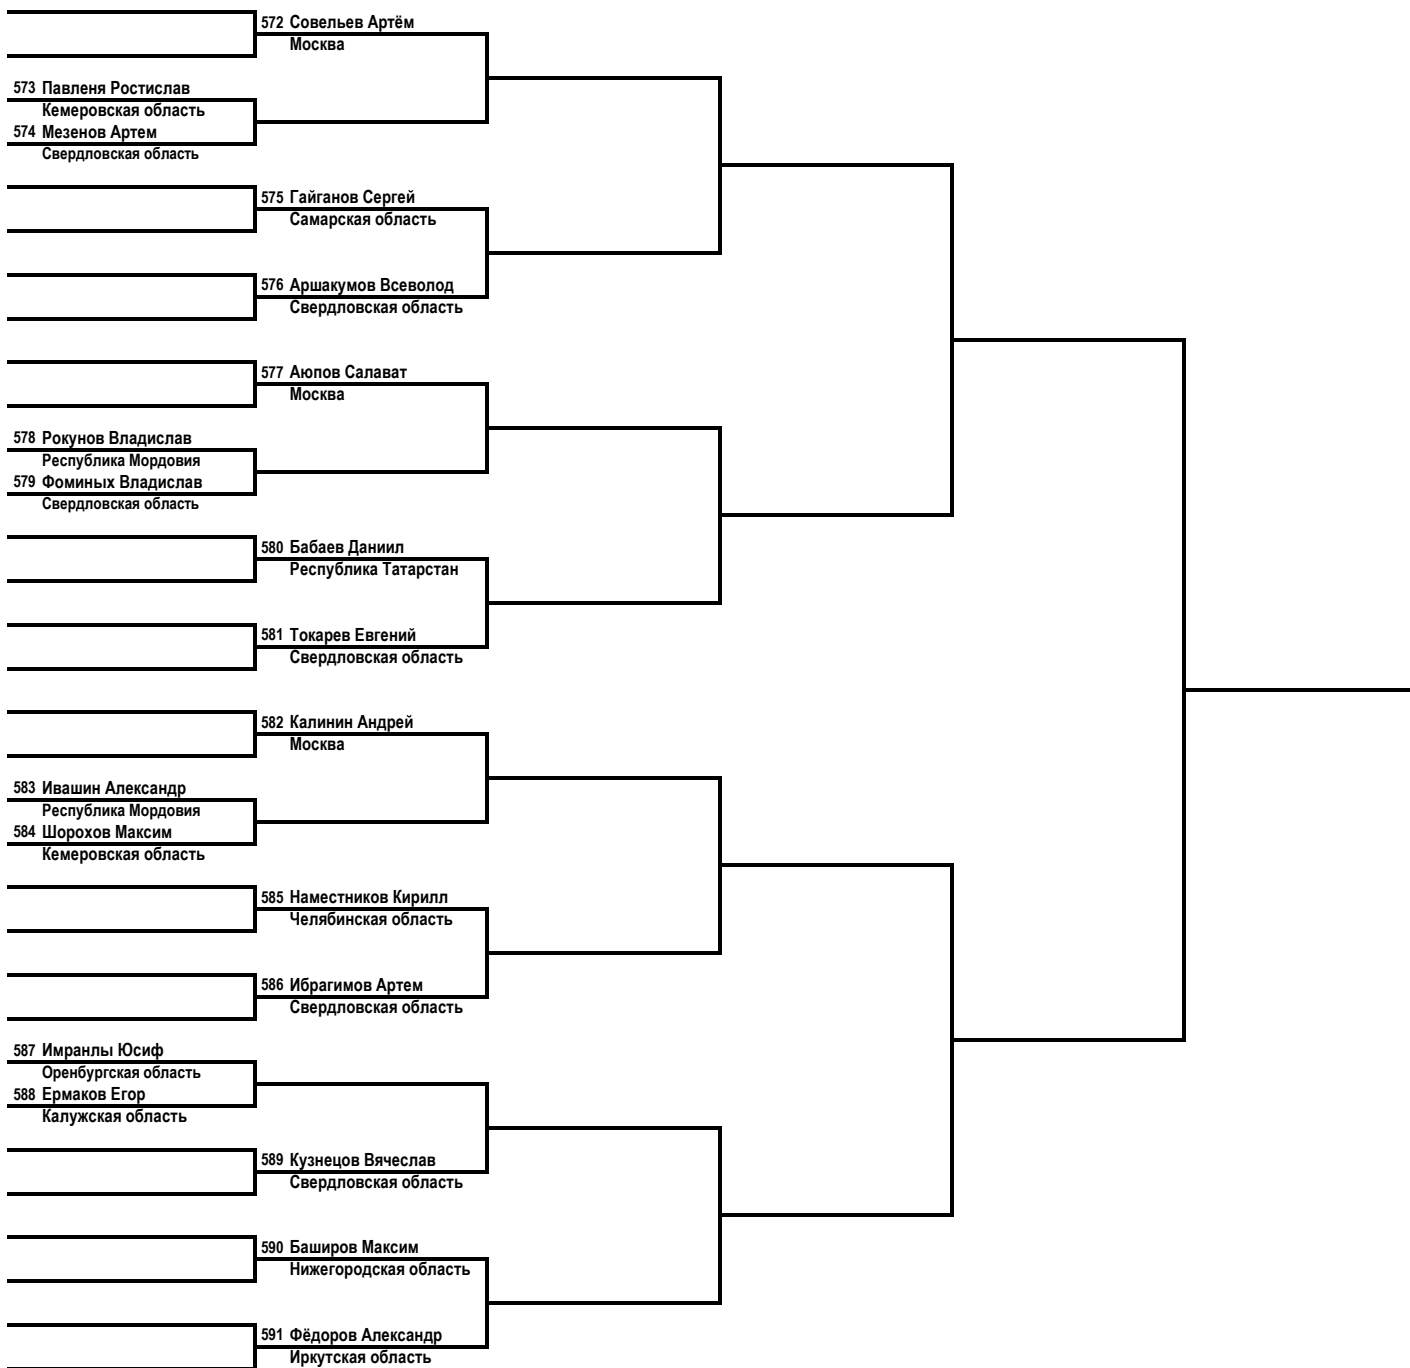 572 Совельев Артём
Москва
573 Павленя Ростислав
Кемеровская область
574 Мезенов Артем
Свердловская область
575 Гайганов Сергей
Самарская область
576 Аршакумов Всеволод
Свердловская область
577 Аюпов Салават
Москва
578 Рокунов Владислав
Республика Мордовия
579 Фоминых Владислав
Свердловская область
580 Бабаев Даниил
Республика Татарстан
581 Токарев Евгений
Свердловская область
582 Калинин Андрей
Москва
583 Ивашин Александр
Республика Мордовия
584 Шорохов Максим
Кемеровская область
585 Наместников Кирилл
Челябинская область
586 Ибрагимов Артем
Свердловская область
587 Имранлы Юсиф
Оренбургская область
588 Ермаков Егор
Калужская область
589 Кузнецов Вячеслав
Свердловская область
590 Баширов Максим
Нижегородская область
591 Фёдоров Александр
Иркутская область